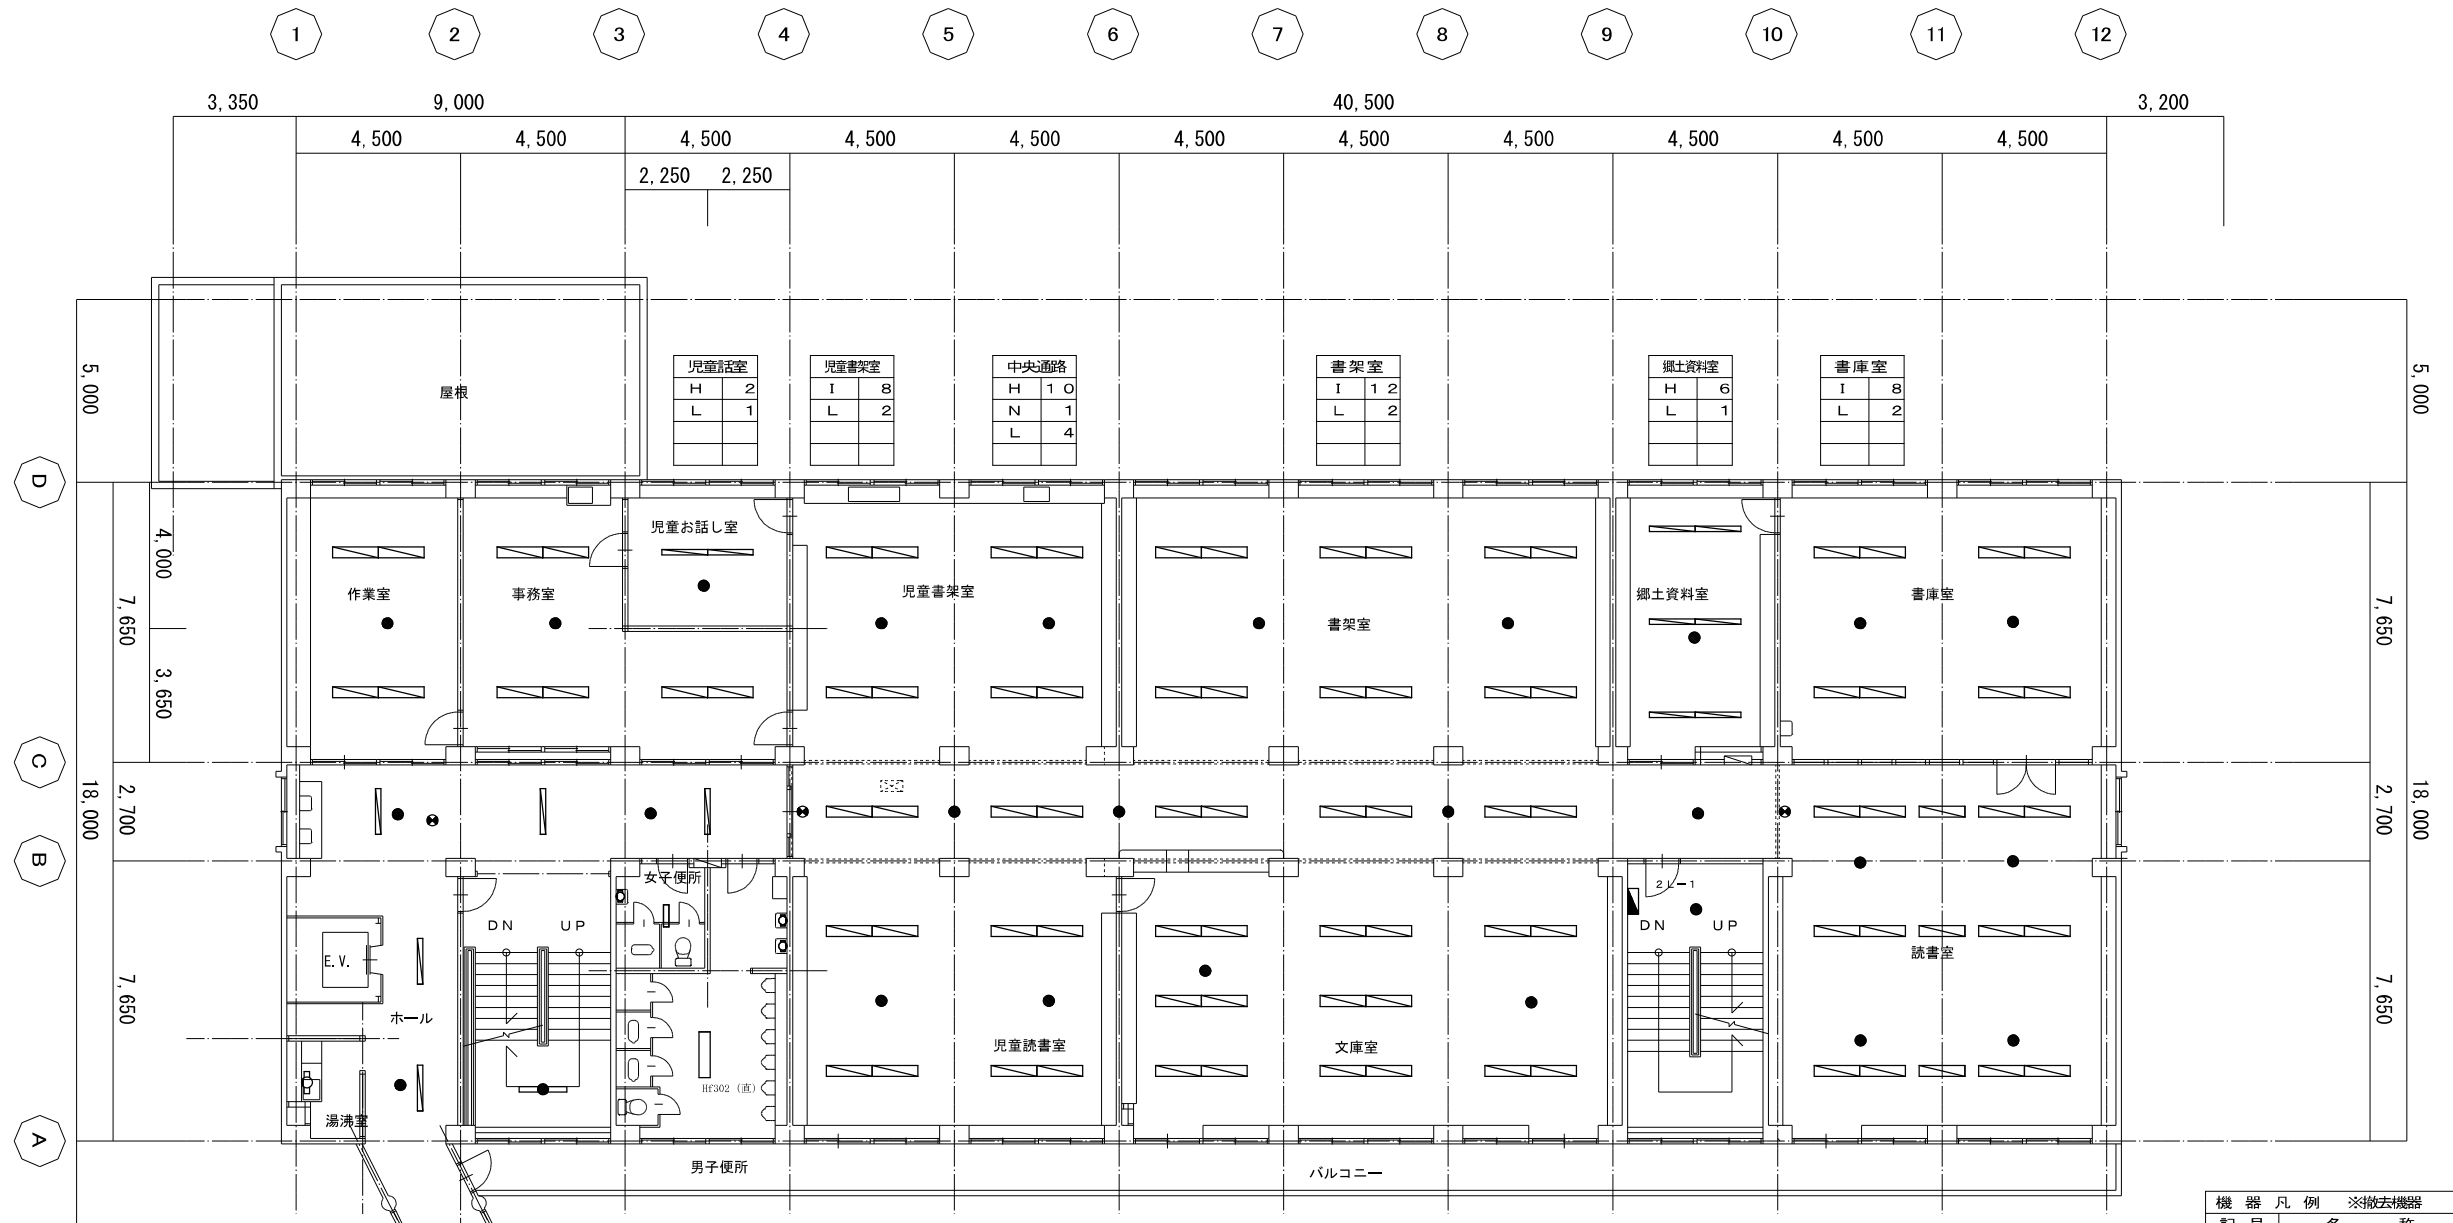 1 2 3 4 5 6 7 8 9 10 11 12
3,350 9,000 40,500 3,200
4,500 4,500 4,500 4,500 4,500 4,500 4,500 4,500 4,500 4,500 4,500
2,250 2,250
児童話室
H 2
L 1
児童書架室
I 8
L 2
中央通路
H 10
N 1
L 4
書架室
I 12
L 2
郷土資料室
H 6
L 1
書庫室
I 8
L 2
5,000
屋根
5,000
D
児童お話し室
4,000
作業室
事務室
児童書架室
書架室
郷土資料室
書庫室
7,650
7,650
3,650
C
18,000
2,700
2,700
18,000
B
女子便所
2L-1
DN UP
DN UP
読書室
E.V.
7,650
7,650
ホール
児童読書室
文庫室
Hf302(直)
湯沸室
A
男子便所
バルコニー
機器凡例 ※撤去機器
記号 名称